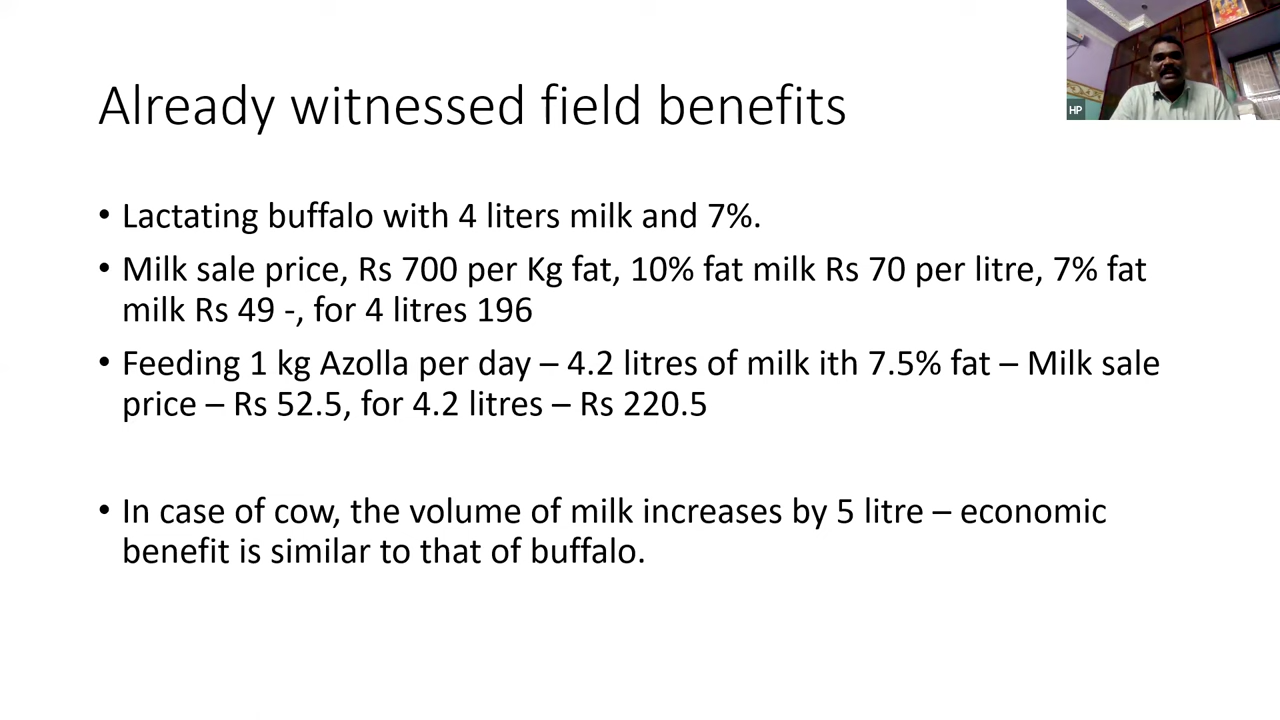 Already witnessed field benefits
• Lactating buffalo with 4 liters milk and 7%.
• Milk sale price, Rs 700 per Kg fat, 10% fat milk Rs 70 per litre, 7% fat
milk Rs 49 -, for 4 litres 196
• Feeding 1 kg Azolla per day – 4.2 litres of milk ith 7.5% fat – Milk sale
price – Rs 52.5, for 4.2 litres – Rs 220.5
• In case of cow, the volume of milk increases by 5 litre – economic
benefit is similar to that of buffalo.
HP